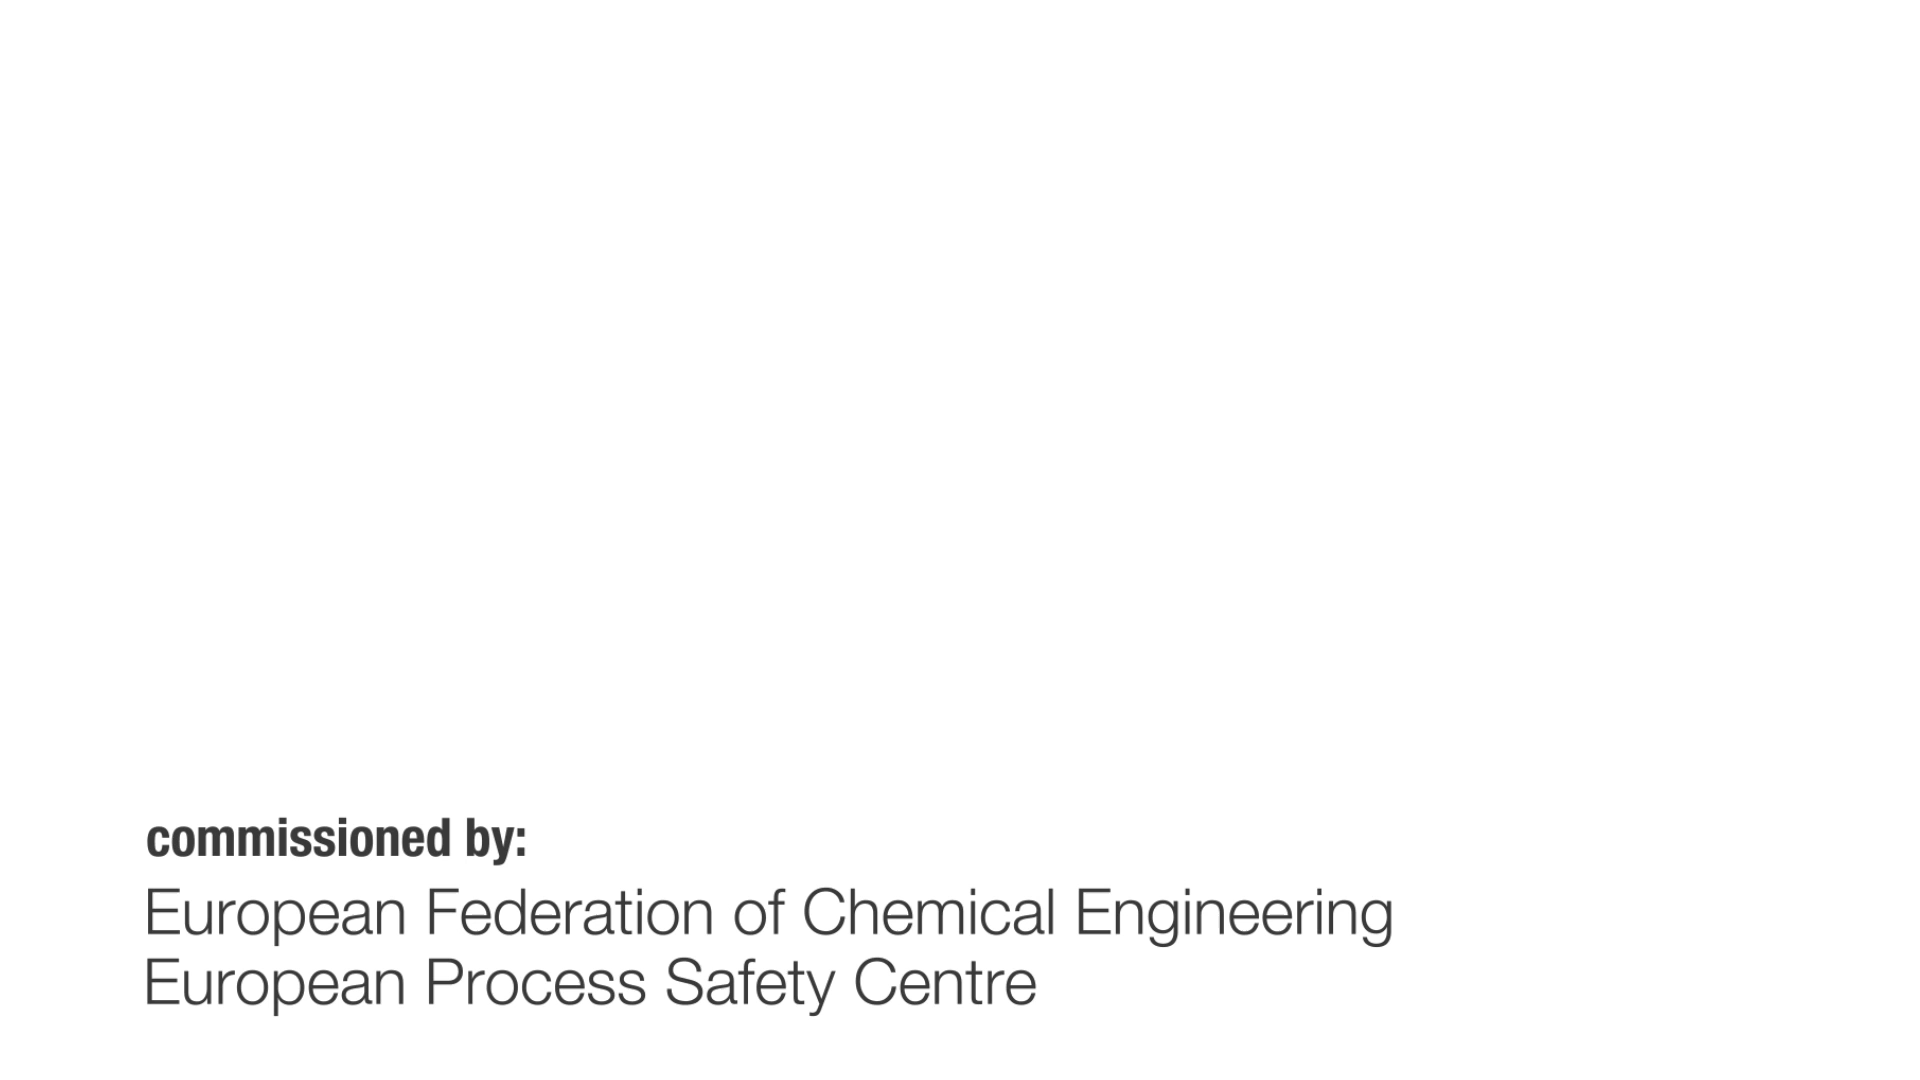 commissioned by:
European Federation of Chemical Engineering
European Process Safety Centre